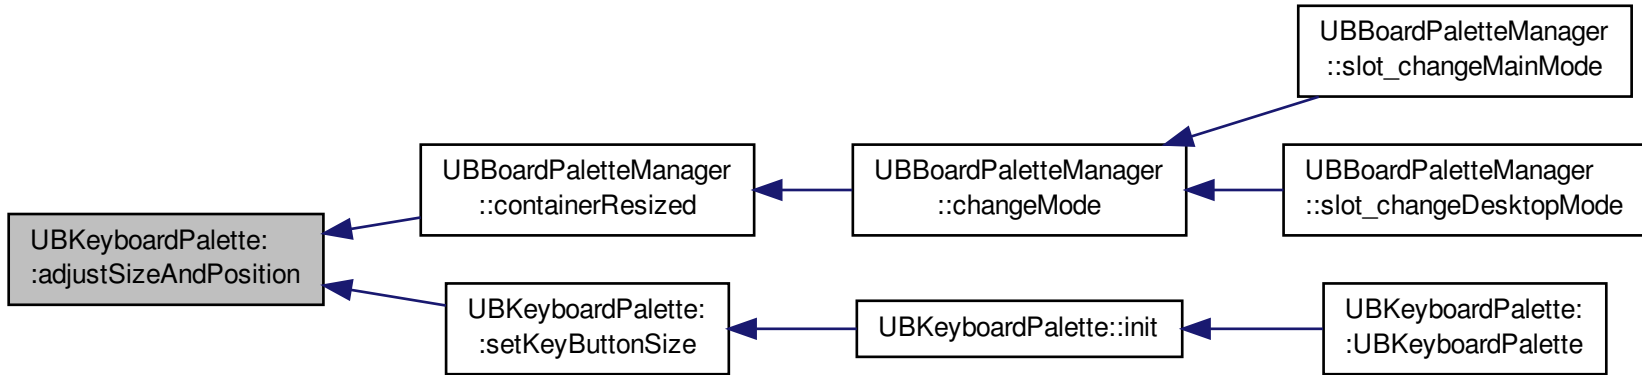 UBBoardPaletteManager
::slot_changeMainMode
UBBoardPaletteManager
::containerResized
UBBoardPaletteManager
::changeMode
UBBoardPaletteManager
::slot_changeDesktopMode
UBKeyboardPalette:
:adjustSizeAndPosition
UBKeyboardPalette:
:setKeyButtonSize
UBKeyboardPalette::init
UBKeyboardPalette:
:UBKeyboardPalette